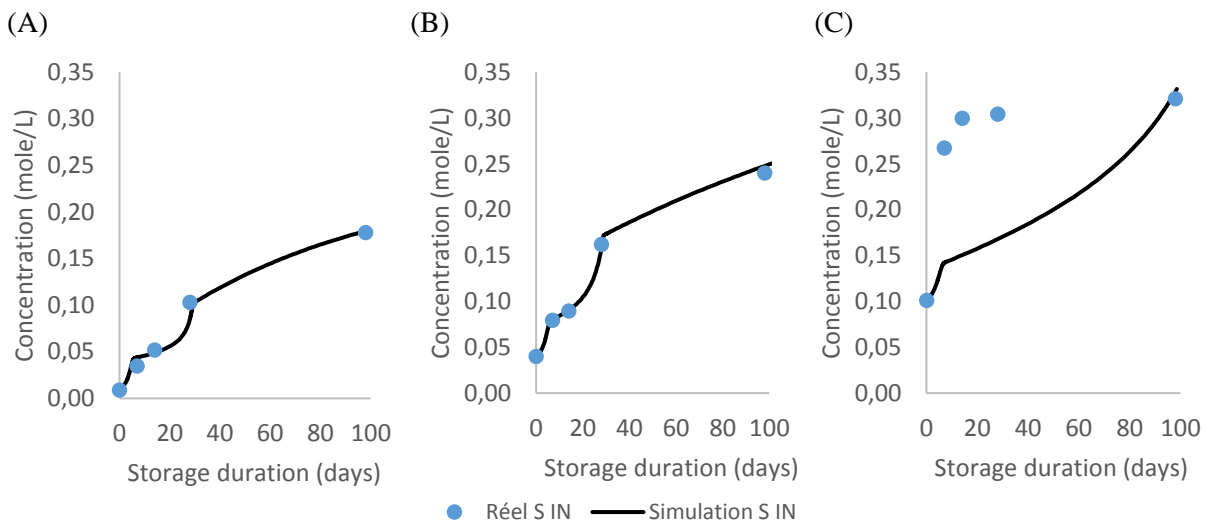 (A)
Concentration (mole/L)
0,35
0,30
0,25
0,20
0,15
0,10
0,05
0,00
0 20 40 60 80 100
Storage duration (days)
(B)
Concentration (mole/L)
0,35
0,30
0,25
0,20
0,15
0,10
0,05
0,00
0 20 40 60 80 100
Storage duration (days)
(C)
Concentration (mole/L)
0,35
0,30
0,25
0,20
0,15
0,10
0,05
0,00
0 20 40 60 80 100
Storage duration (days)
Réel S IN Simulation S IN